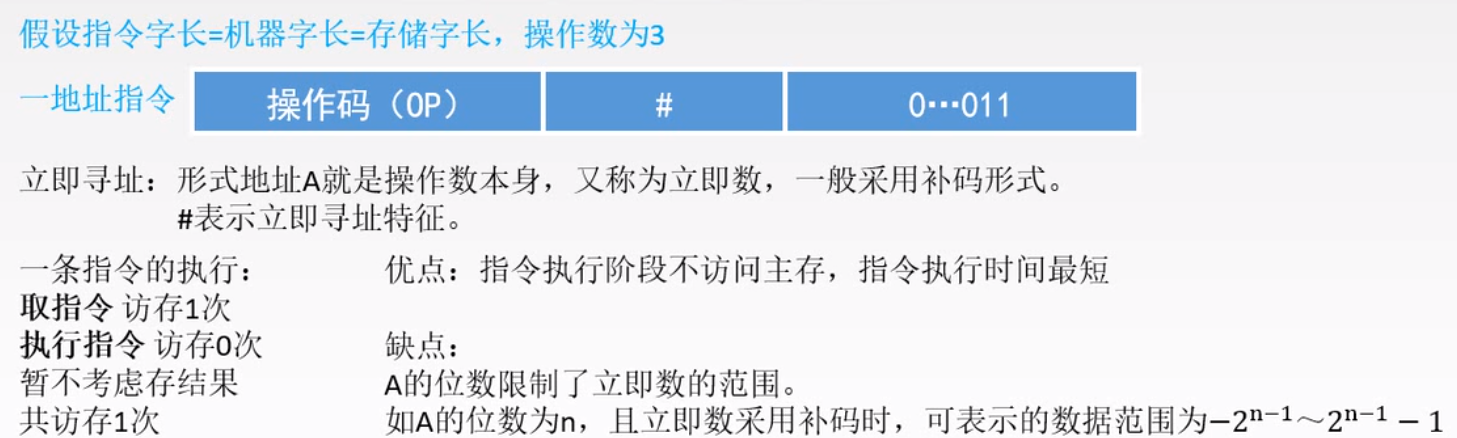 假设指令字长=机器字长=存储字长，操作数为3
一地址指令 操作码（OP） # 0…011
立即寻址：形式地址A就是操作数本身，又称为立即数，一般采用补码形式。
#表示立即寻址特征。
一条指令的执行： 优点：指令执行阶段不访问主存，指令执行时间最短
取指令 访存1次
执行指令 访存0次 缺点：
暂不考虑存结果 A的位数限制了立即数的范围。
共访存1次 如A的位数为n，且立即数采用补码时，可表示的数据范围为−2ⁿ⁻¹～2ⁿ⁻¹ − 1